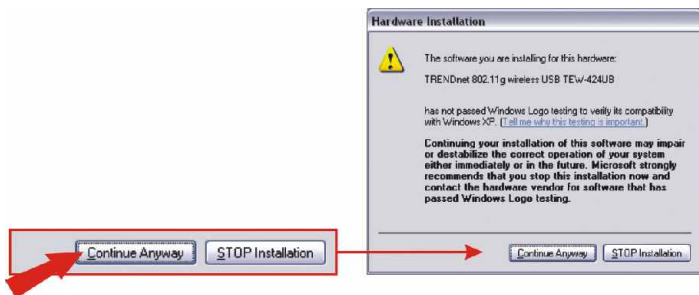 Hardware Installation
The software you are installing for this hardware:
TRENDnet 802.11g wireless USB TEW-424UB
has not passed Windows Logo testing to verify its compatibility
with Windows XP. (Tell me why this testing is important.)
Continuing your installation of this software may impair
or destabilize the correct operation of your system
either immediately or in the future. Microsoft strongly
recommends that you stop this installation now and
contact the hardware vendor for software that has
passed Windows Logo testing.
Continue Anyway STOP Installation
Continue Anyway STOP Installation